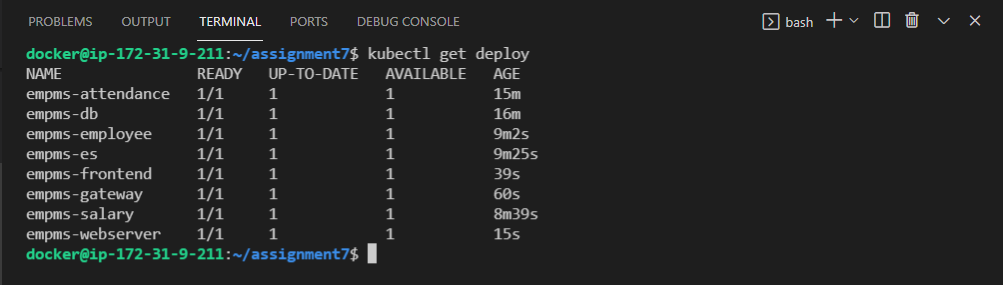 PROBLEMS OUTPUT TERMINAL PORTS DEBUG CONSOLE bash
docker@ip-172-31-9-211:~/assignment7$ kubectl get deploy
NAME READY UP-TO-DATE AVAILABLE AGE
empms-attendance 1/1 1 1 15m
empms-db 1/1 1 1 16m
empms-employee 1/1 1 1 9m2s
empms-es 1/1 1 1 9m25s
empms-frontend 1/1 1 1 39s
empms-gateway 1/1 1 1 60s
empms-salary 1/1 1 1 8m39s
empms-webserver 1/1 1 1 15s
docker@ip-172-31-9-211:~/assignment7$